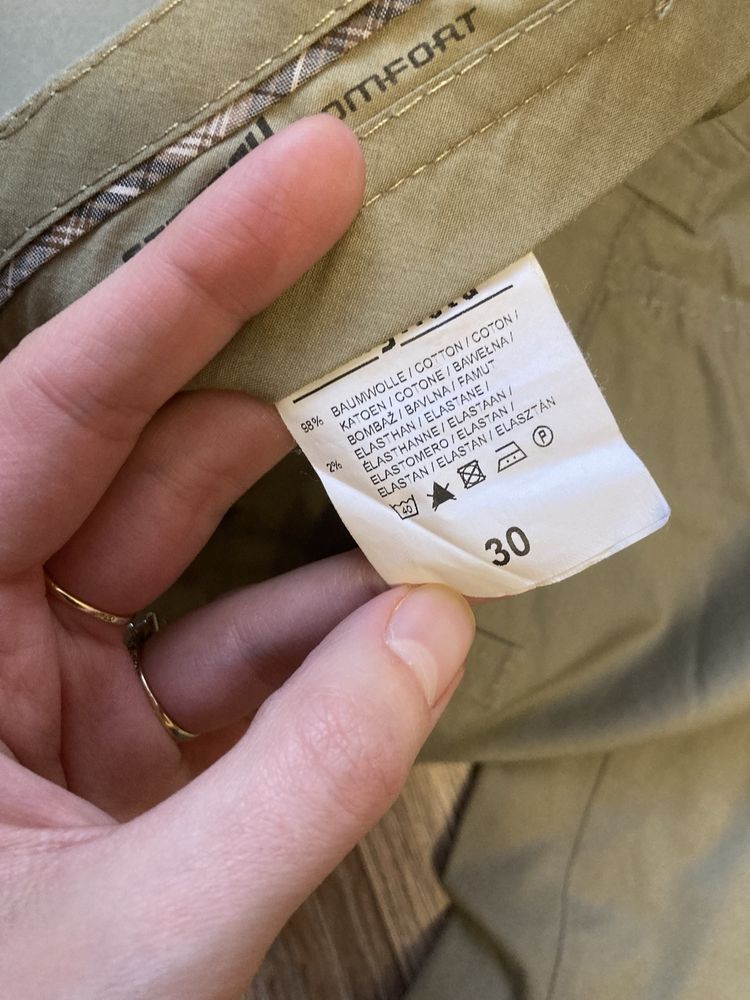 OMFORT
98% BAUMWOLLE / COTTON / COTON /
KATOEN / COTONE / BAWEŁNA /
BOMBAŽ / BAVLNA / FAMUT
2% ELASTHAN / ELASTANE /
ÉLASTHANNE / ELASTAAN /
ELASTOMERO / ELASTAN /
ELASTAN / ELASTAN / ELASZTÁN
40 P
30